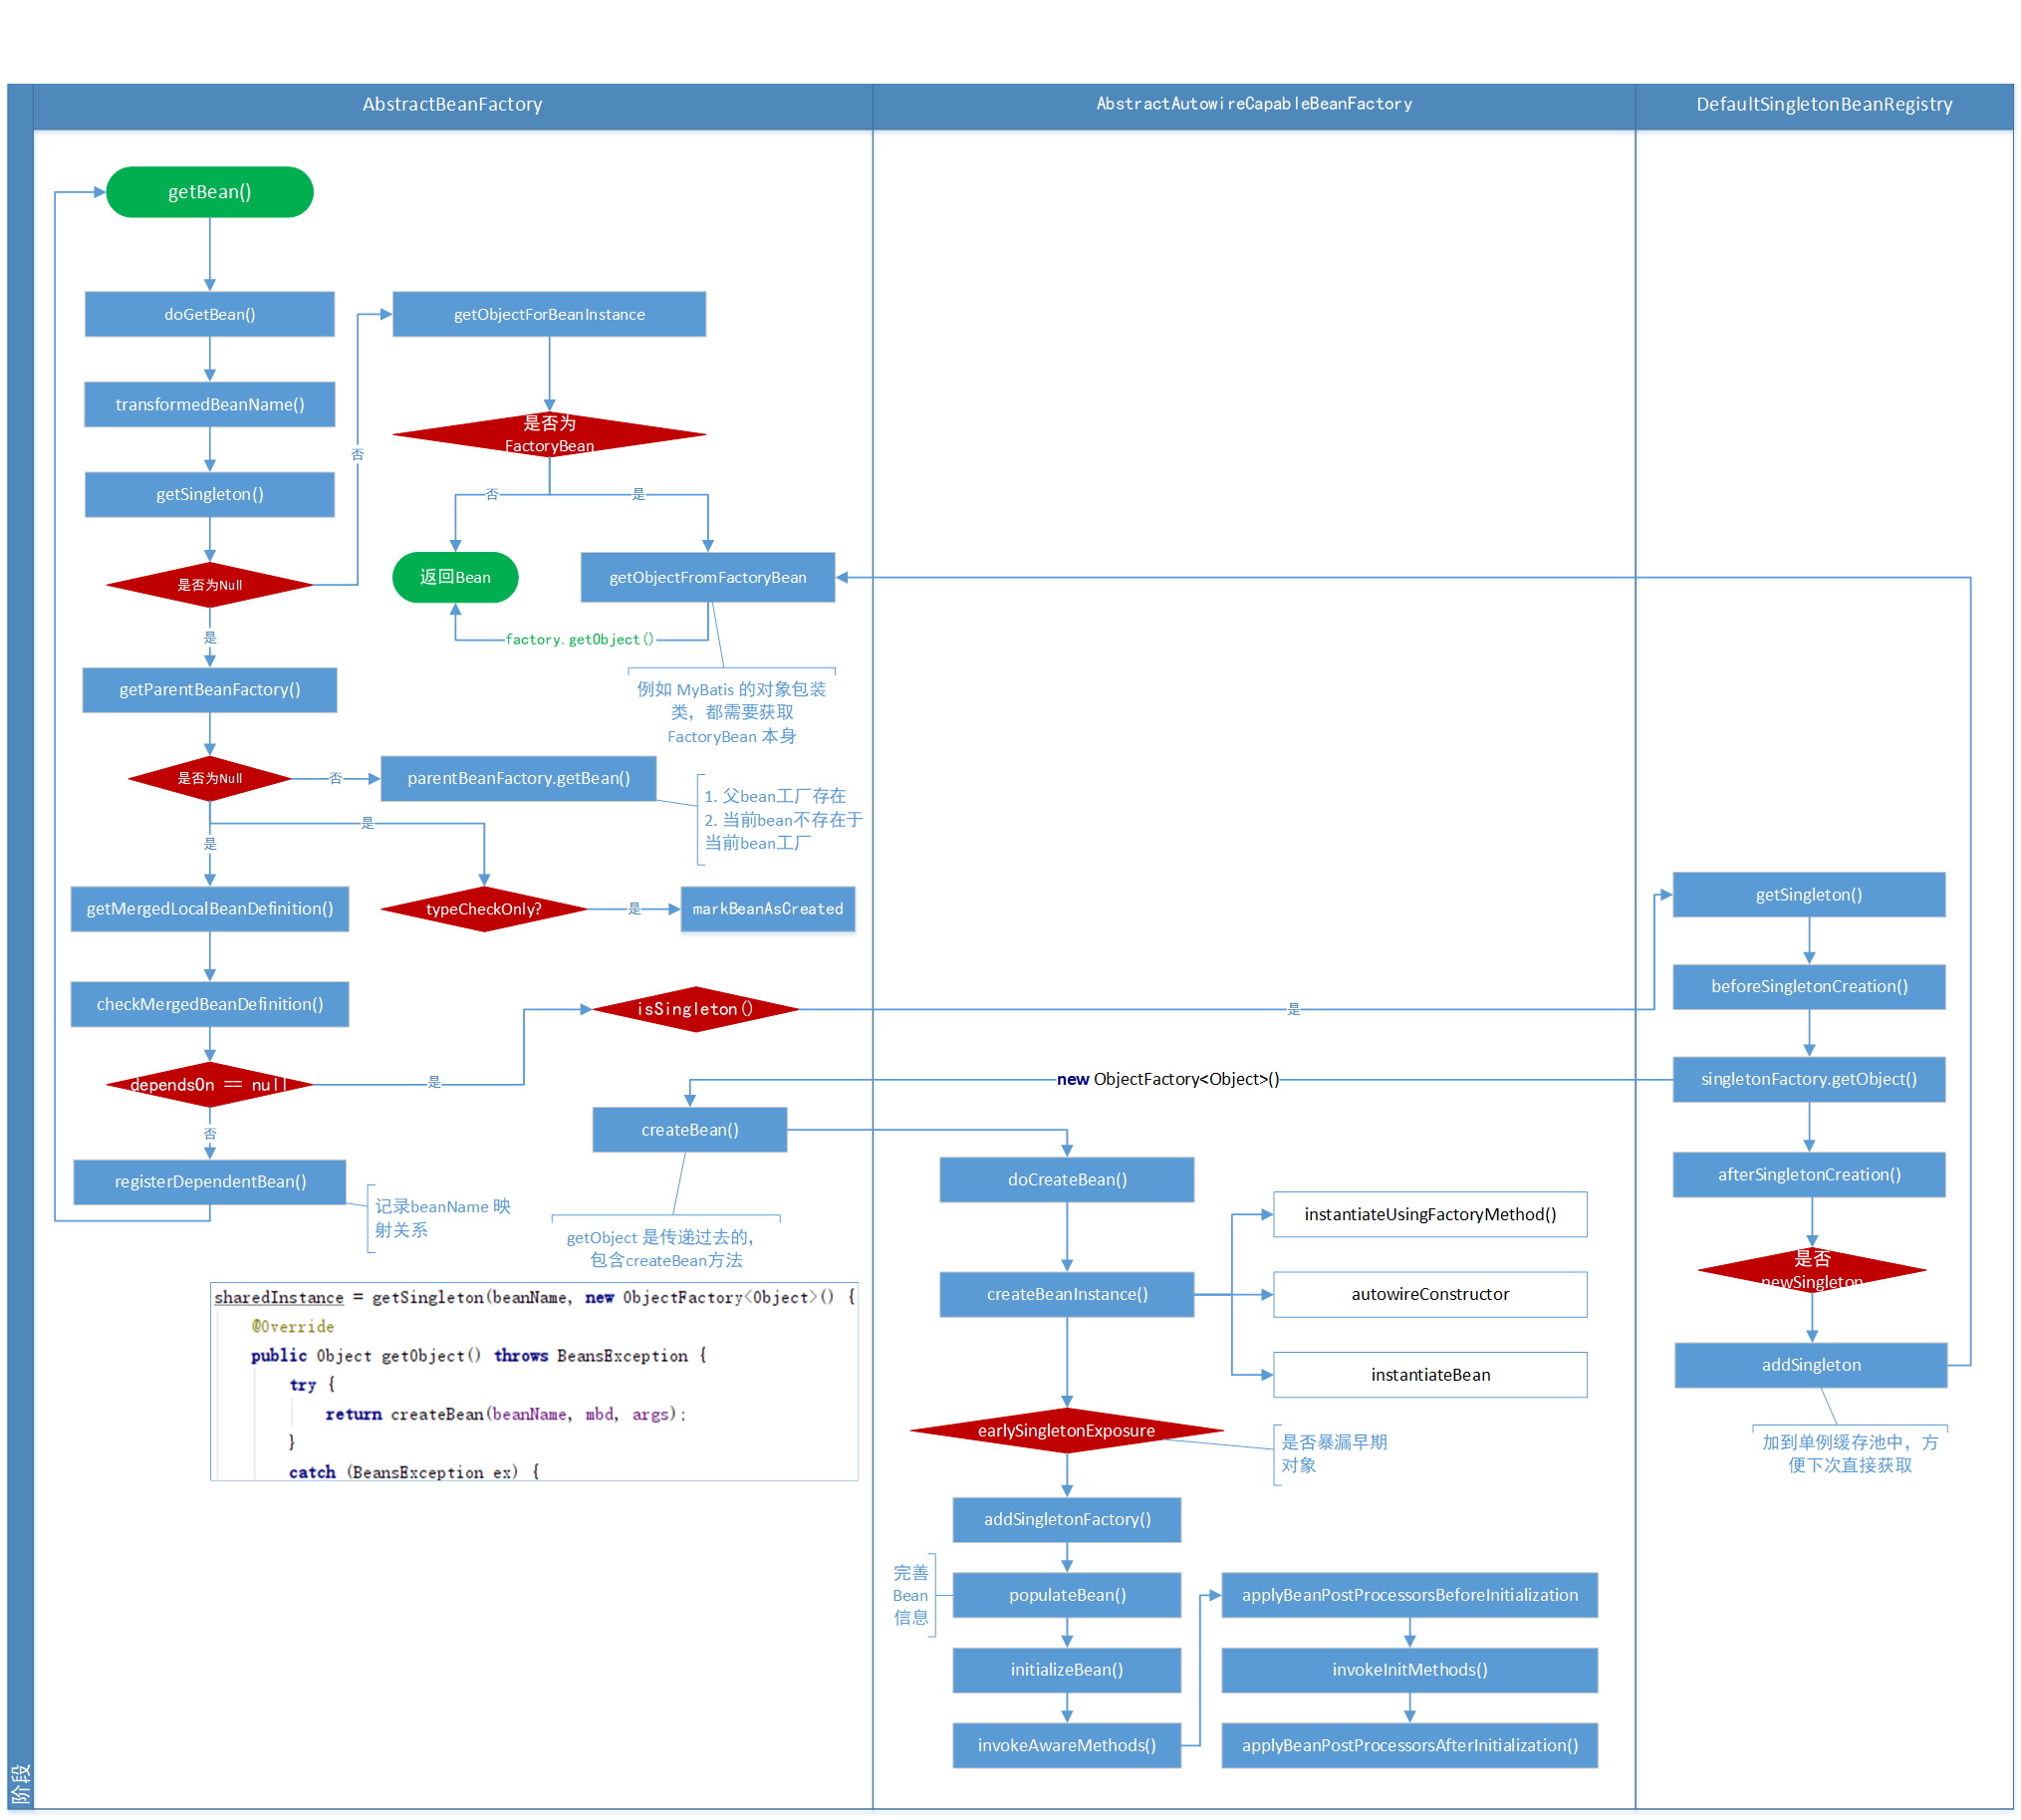 AbstractBeanFactory
AbstractAutowireCapableBeanFactory
DefaultSingletonBeanRegistry
阶段
getBean()
doGetBean()
transformedBeanName()
getSingleton()
是否为Null
否
是
getObjectForBeanInstance
是否为
FactoryBean
否
是
返回Bean
getObjectFromFactoryBean
factory.getObject()
例如 MyBatis 的对象包装
类，都需要获取
FactoryBean 本身
getParentBeanFactory()
是否为Null
否
parentBeanFactory.getBean()
1. 父bean工厂存在
2. 当前bean不存在于
当前bean工厂
是
是
getMergedLocalBeanDefinition()
typeCheckOnly?
是
markBeanAsCreated
checkMergedBeanDefinition()
dependsOn == null
是
否
isSingleton()
是
registerDependentBean()
记录beanName 映
射关系
createBean()
getObject 是传递过去的，
包含createBean方法
sharedInstance = getSingleton(beanName, new ObjectFactory<Object>() {
@Override
public Object getObject() throws BeansException {
try {
return createBean(beanName, mbd, args);
}
catch (BeansException ex) {
new ObjectFactory<Object>()
doCreateBean()
createBeanInstance()
instantiateUsingFactoryMethod()
autowireConstructor
instantiateBean
earlySingletonExposure
是否暴漏早期
对象
addSingletonFactory()
完善
Bean
信息
populateBean()
initializeBean()
invokeAwareMethods()
applyBeanPostProcessorsBeforeInitialization
invokeInitMethods()
applyBeanPostProcessorsAfterInitialization()
getSingleton()
beforeSingletonCreation()
singletonFactory.getObject()
afterSingletonCreation()
是否
newSingleton
addSingleton
加到单例缓存池中，方
便下次直接获取